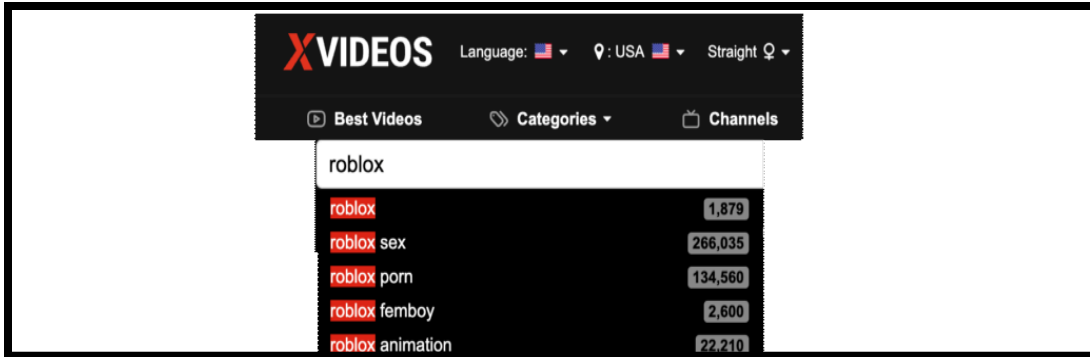 XVIDEOS Language: : USA Straight ♀
Best Videos Categories Channels
roblox
roblox 1,879
roblox sex 266,035
roblox porn 134,560
roblox femboy 2,600
roblox animation 22,210